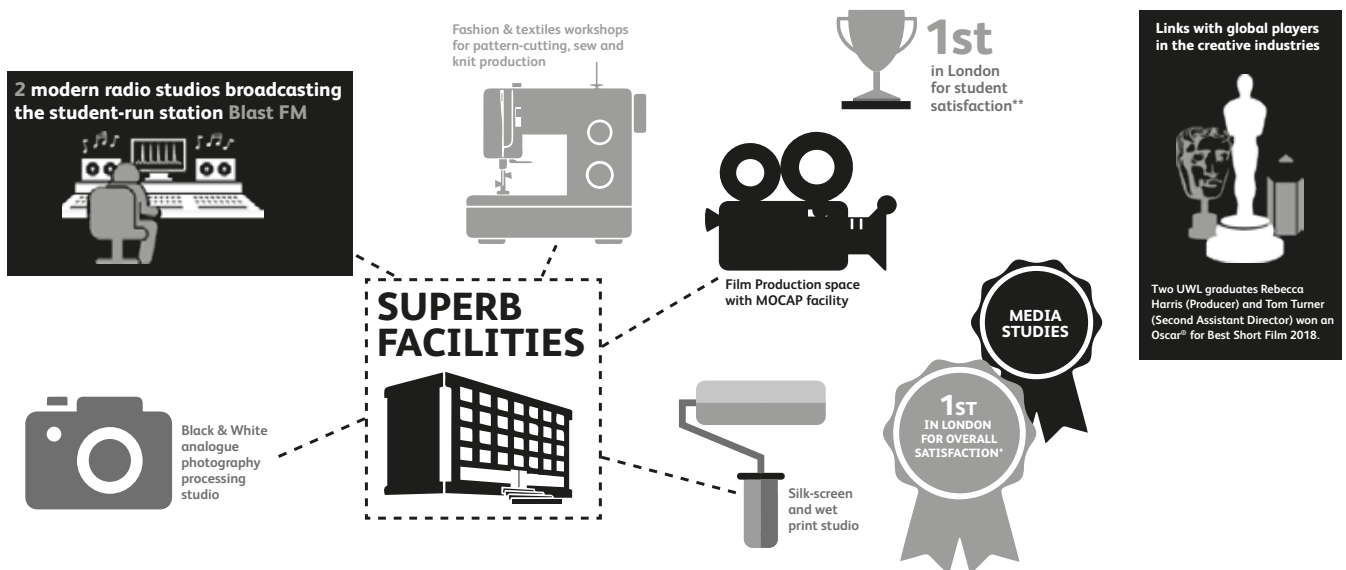 2 modern radio studios broadcasting
the student-run station Blast FM
Fashion & textiles workshops
for pattern-cutting, sew and
knit production
1st
in London
for student
satisfaction**
Links with global players
in the creative industries
Two UWL graduates Rebecca
Harris (Producer) and Tom Turner
(Second Assistant Director) won an
Oscar® for Best Short Film 2018.
SUPERB
FACILITIES
Film Production space
with MOCAP facility
MEDIA
STUDIES
1ST
IN LONDON
FOR OVERALL
SATISFACTION*
Black & White
analogue
photography
processing
studio
Silk-screen
and wet
print studio